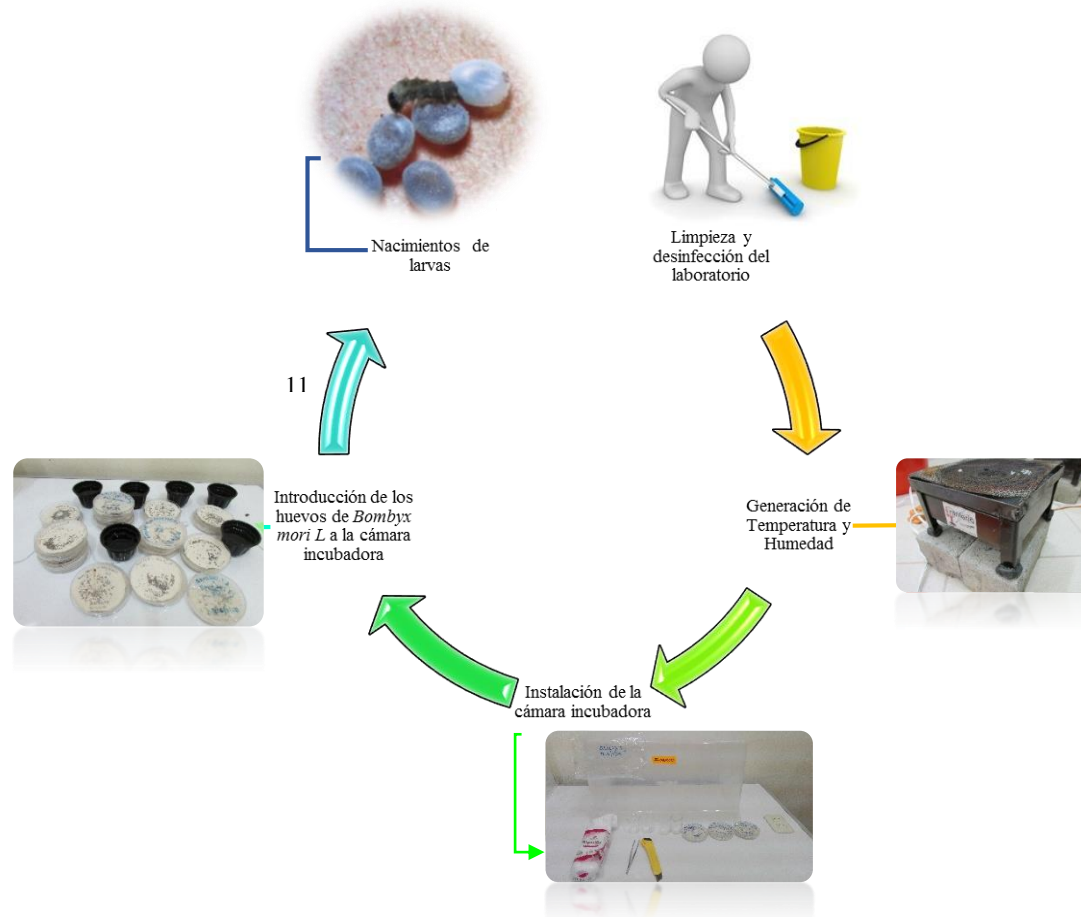 Nacimientos de
larvas
Limpieza y
desinfección del
laboratorio
11
Introducción de los
huevos de Bombyx
mori L a la cámara
incubadora
Generación de
Temperatura y
Humedad
Instalación de la
cámara incubadora